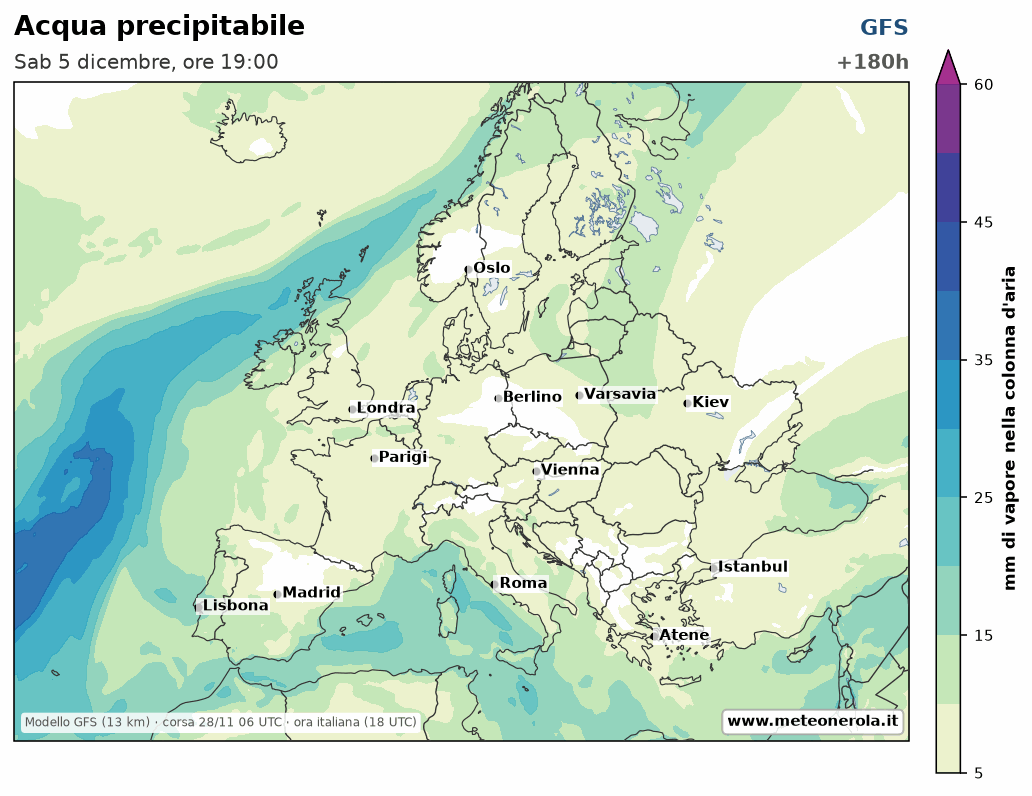 Acqua precipitabile
GFS
Sab 5 dicembre, ore 19:00
+180h
60
45
35
25
15
5
mm di vapore nella colonna d'aria
Oslo
Berlino
Varsavia
Kiev
Londra
Parigi
Vienna
Istanbul
Roma
Madrid
Lisbona
Atene
Modello GFS (13 km) · corsa 28/11 06 UTC · ora italiana (18 UTC)
www.meteonerola.it